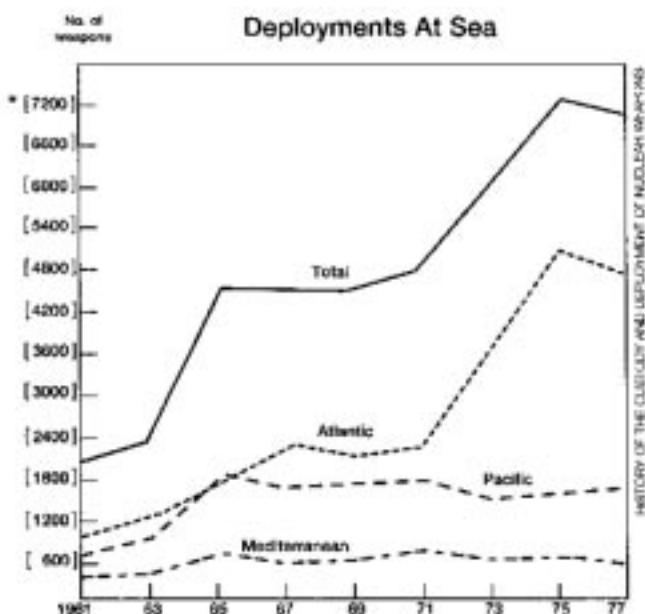 No. of
weapons
Deployments At Sea
* [7200]
[6600]
[6000]
[5400]
[4800]
[4200]
[3600]
[3000]
[2400]
[1800]
[1200]
[600]
Total
Atlantic
Pacific
Mediterranean
1961 63 65 67 69 71 73 75 77
HISTORY OF THE CUSTODY AND DEPLOYMENT OF NUCLEAR WEAPONS